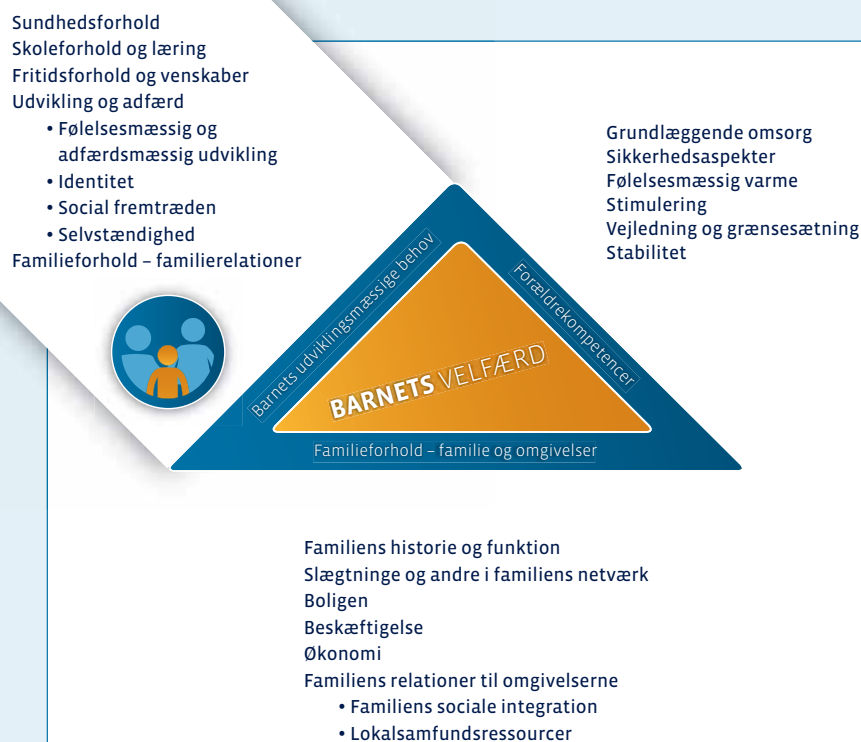 Sundhedsforhold
Skoleforhold og læring
Fritidsforhold og venskaber
Udvikling og adfærd
• Følelsesmæssig og
adfærdsmæssig udvikling
• Identitet
• Social fremtræden
• Selvstændighed
Familieforhold – familierelationer
Grundlæggende omsorg
Sikkerhedsaspekter
Følelsesmæssig varme
Stimulering
Vejledning og grænsesætning
Stabilitet
Barnets udviklingsmæssige behov
Forældrekompetencer
BARNETS VELFÆRD
Familieforhold – familie og omgivelser
Familiens historie og funktion
Slægtninge og andre i familiens netværk
Boligen
Beskæftigelse
Økonomi
Familiens relationer til omgivelserne
• Familiens sociale integration
• Lokalsamfundsressourcer